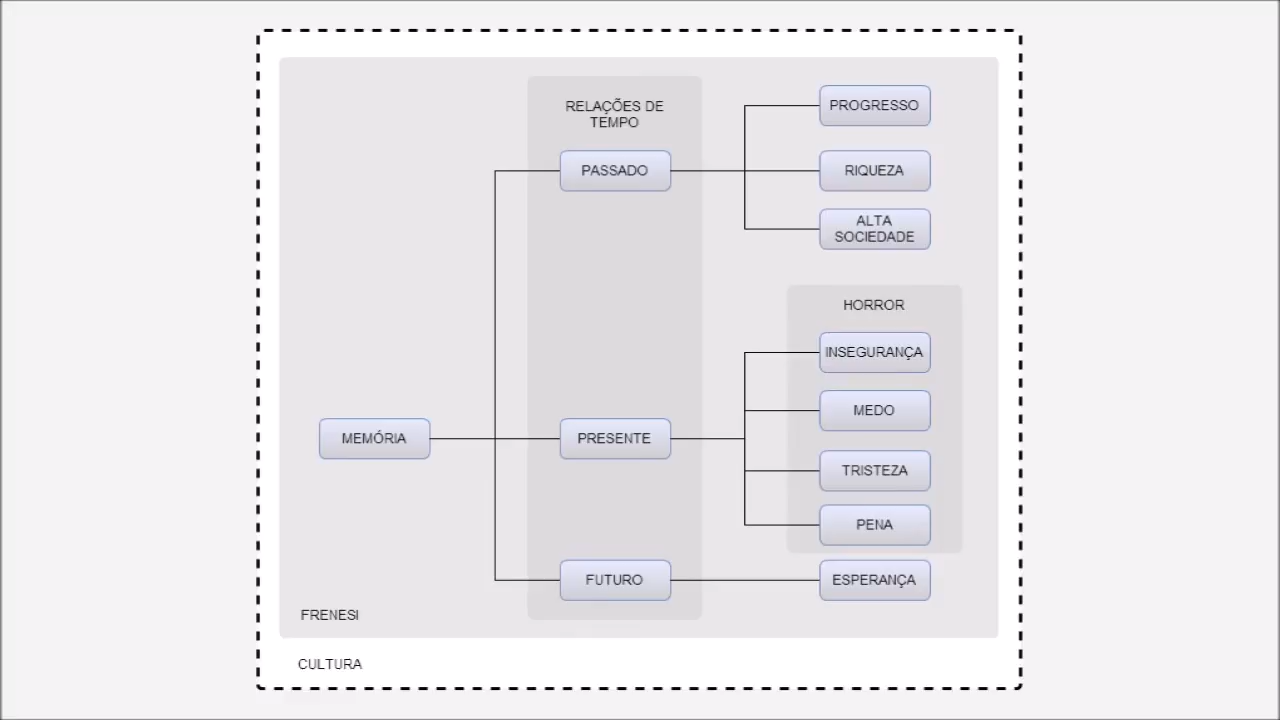 RELAÇÕES DE
TEMPO
PROGRESSO
PASSADO
RIQUEZA
ALTA
SOCIEDADE
HORROR
INSEGURANÇA
MEDO
MEMÓRIA
PRESENTE
TRISTEZA
PENA
FUTURO
ESPERANÇA
FRENESI
CULTURA